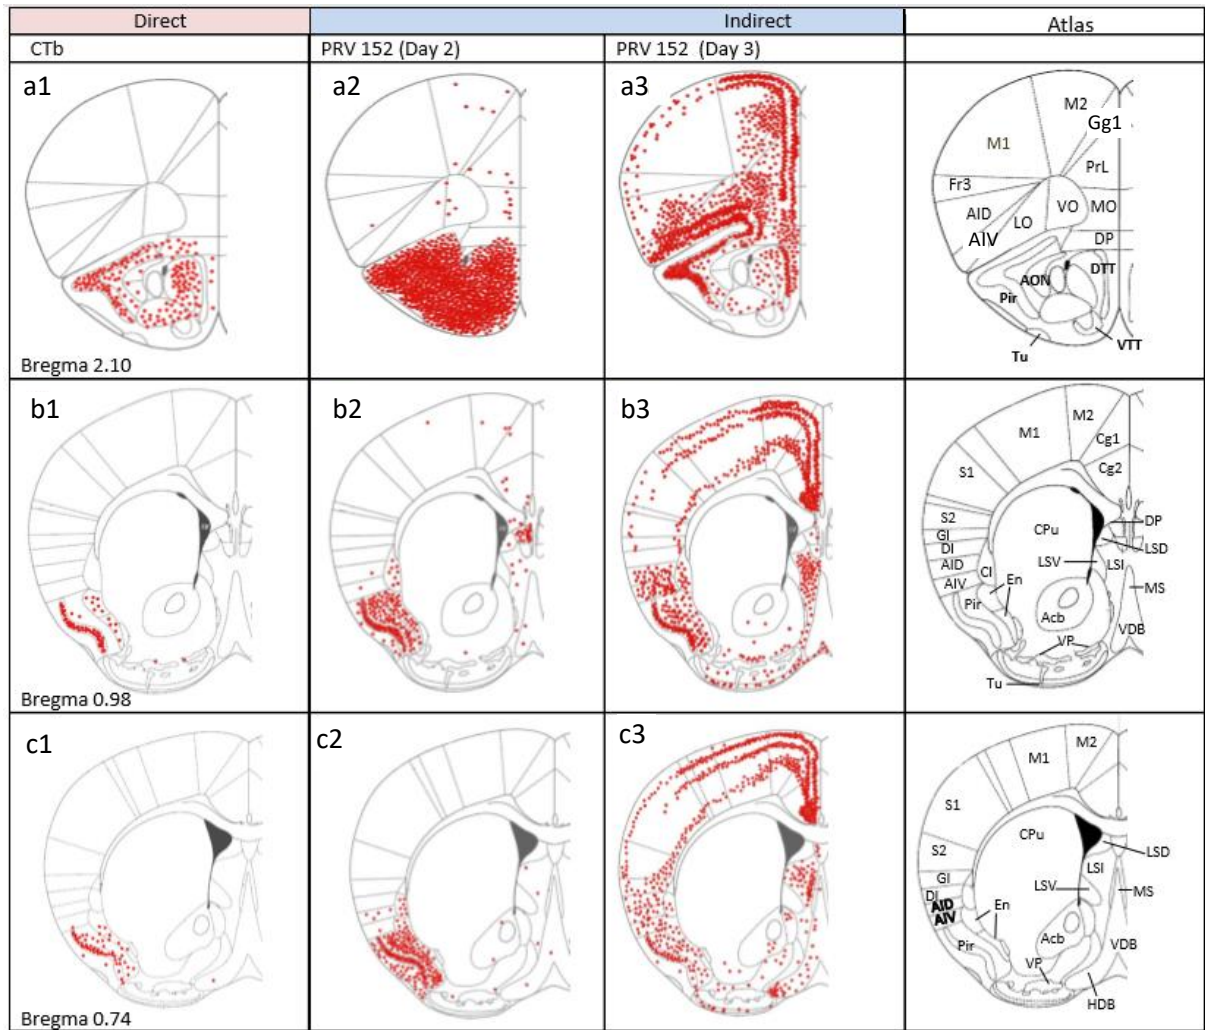 Direct Indirect Atlas
CTb PRV 152 (Day 2) PRV 152 (Day 3)
a1 a2 a3
M2
Gg1
M1
PrL
Fr3
VO MO
AID
LO
AIV
DP
DTT
AON
Pir
VTT
Tu
Bregma 2.10
b1 b2 b3
M2
M1
Cg1
Cg2
S1
S2
DP
GI
CPu
DI
LSD
AID
LSV LSI
CI
En
AIV
MS
Pir
Acb
VDB
VP
Tu
Bregma 0.98
c1 c2 c3
M2
M1
S1
CPu
S2
LSD
LSI
GI
LSV
MS
DI
AID
En
AIV
Acb
Pir
VDB
VP
HDB
Bregma 0.74